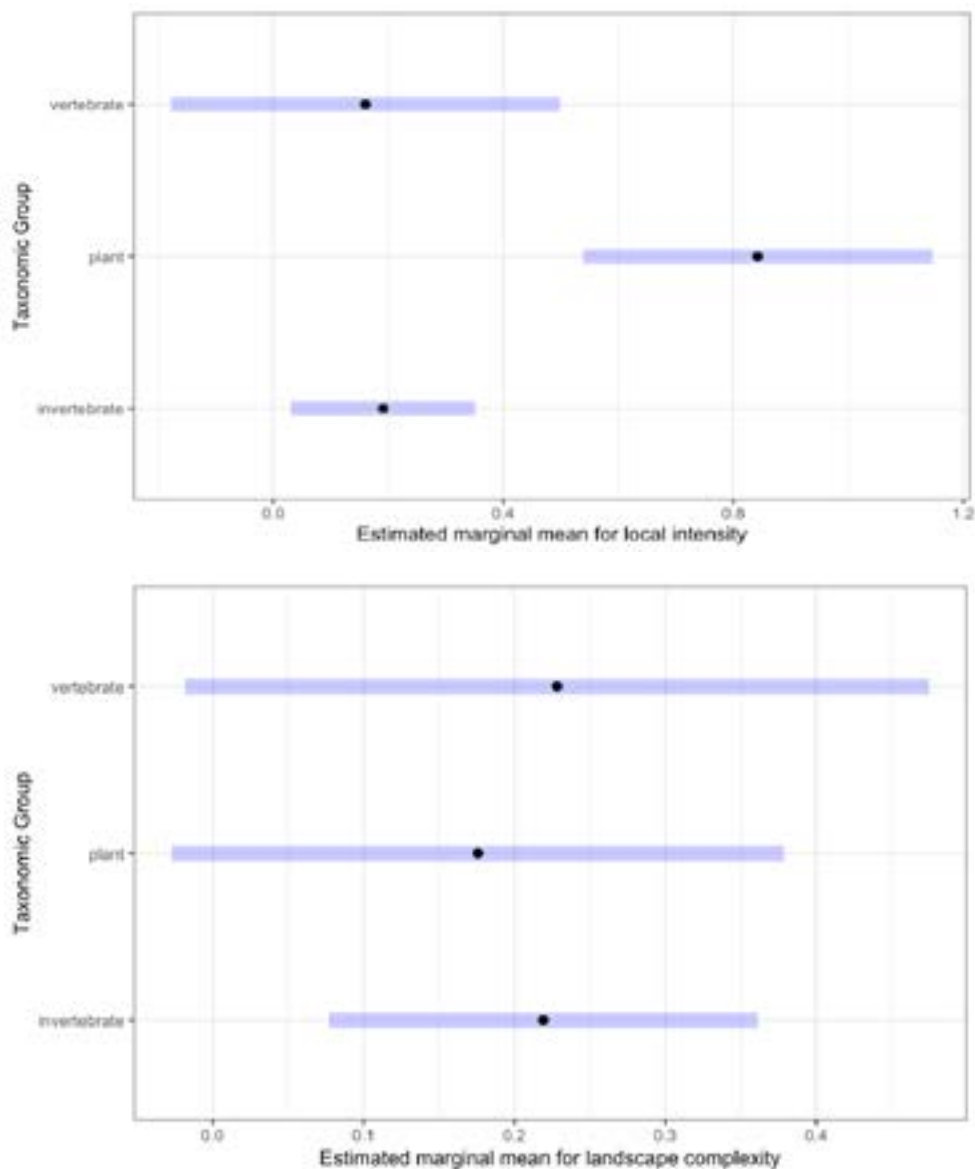 Taxonomic Group
vertebrate
plant
invertebrate
0.0 0.4 0.8 1.2
Estimated marginal mean for local intensity
Taxonomic Group
vertebrate
plant
invertebrate
0.0 0.1 0.2 0.3 0.4
Estimated marginal mean for landscape complexity